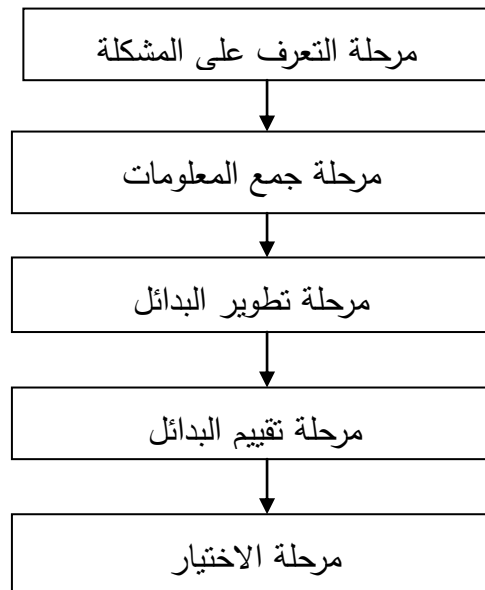 مرحلة التعرف على المشكلة
مرحلة جمع المعلومات
مرحلة تطوير البدائل
مرحلة تقييم البدائل
مرحلة الاختيار